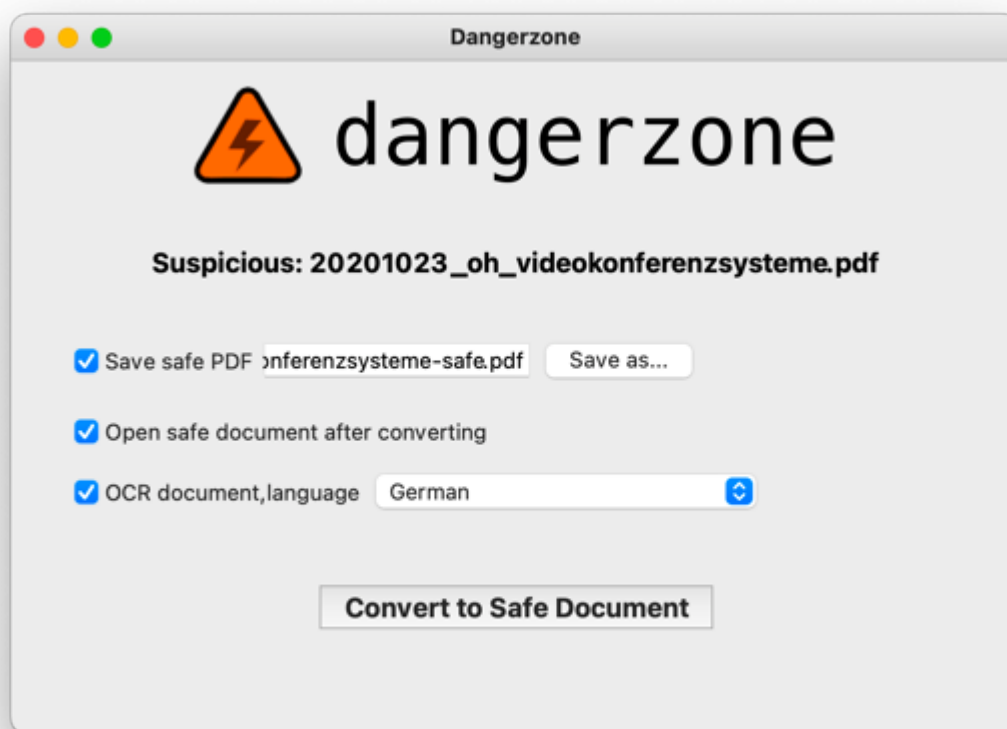 Dangerzone
dangerzone
Suspicious: 20201023_oh_videokonferenzsysteme.pdf
Save safe PDF onferenzsysteme-safe.pdf Save as...
Open safe document after converting
OCR document,language German
Convert to Safe Document